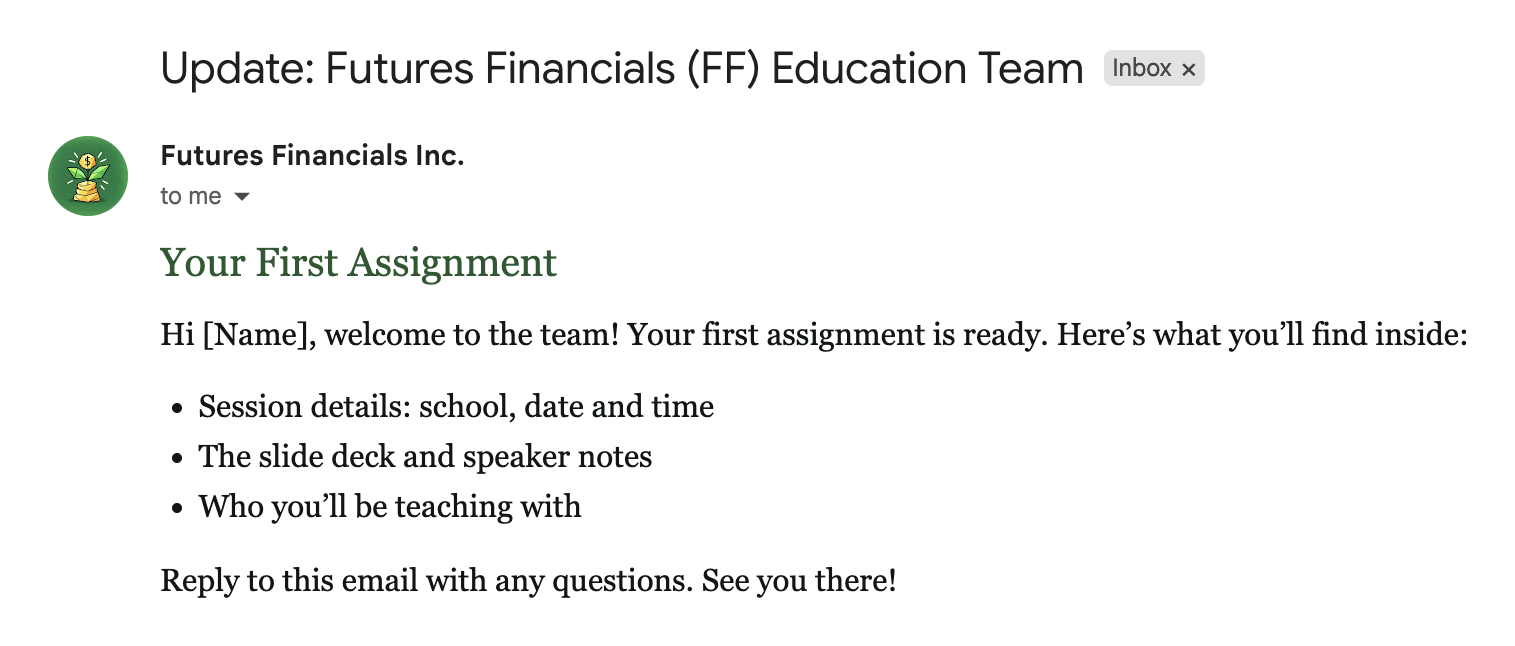 Update: Futures Financials (FF) Education Team Inbox ×
$
Futures Financials Inc.
to me
Your First Assignment
Hi [Name], welcome to the team! Your first assignment is ready. Here’s what you’ll find inside:
• Session details: school, date and time
• The slide deck and speaker notes
• Who you’ll be teaching with
Reply to this email with any questions. See you there!